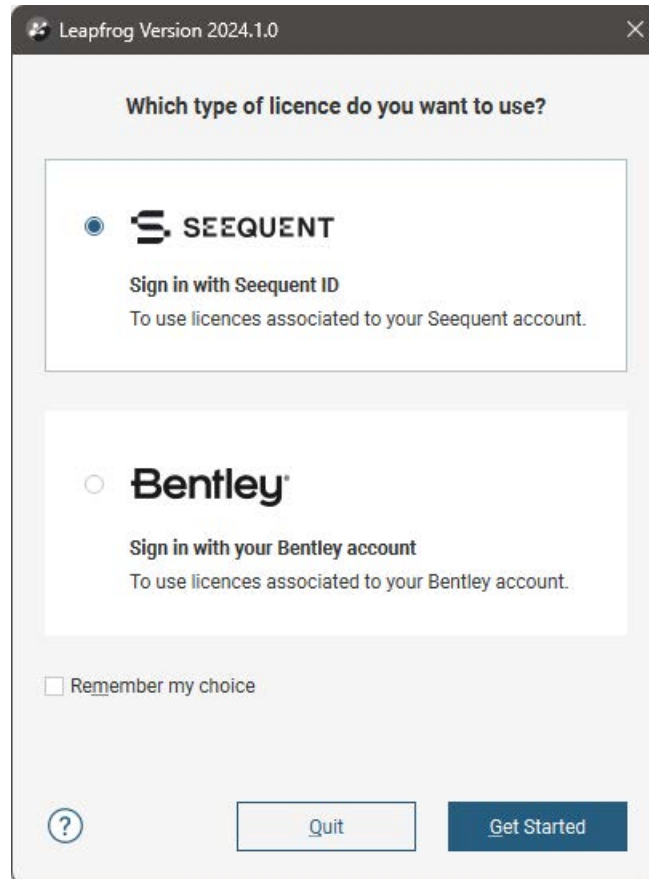 Leapfrog Version 2024.1.0
Which type of licence do you want to use?
SEEQUENT
Sign in with Seequent ID
To use licences associated to your Seequent account.
Bentley®
Sign in with your Bentley account
To use licences associated to your Bentley account.
Remember my choice
?
Quit
Get Started